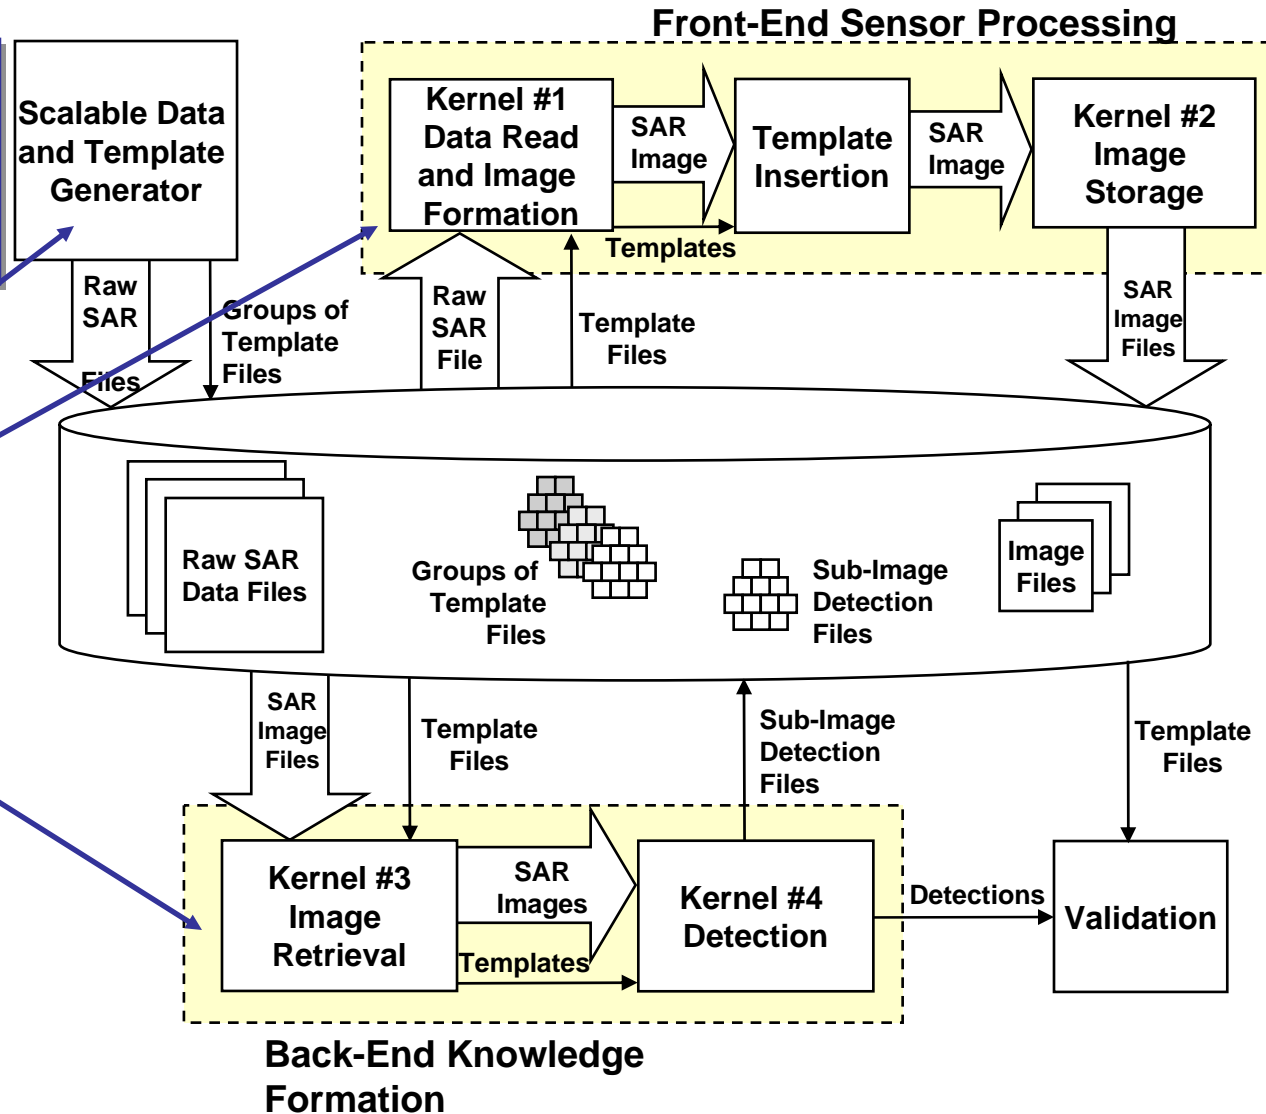 Front-End Sensor Processing
Scalable Data
and Template
Generator
Kernel #1
Data Read
and Image
Formation
SAR
Image
Template
Insertion
SAR
Image
Kernel #2
Image
Storage
Templates
Raw
SAR
Files
Groups of
Template
Files
Raw
SAR
File
Template
Files
SAR
Image
Files
Raw SAR
Data Files
Groups of
Template
Files
Sub-Image
Detection
Files
Image
Files
SAR
Image
Files
Template
Files
Sub-Image
Detection
Files
Template
Files
Kernel #3
Image
Retrieval
SAR
Images
Templates
Kernel #4
Detection
Detections
Validation
Back-End Knowledge
Formation